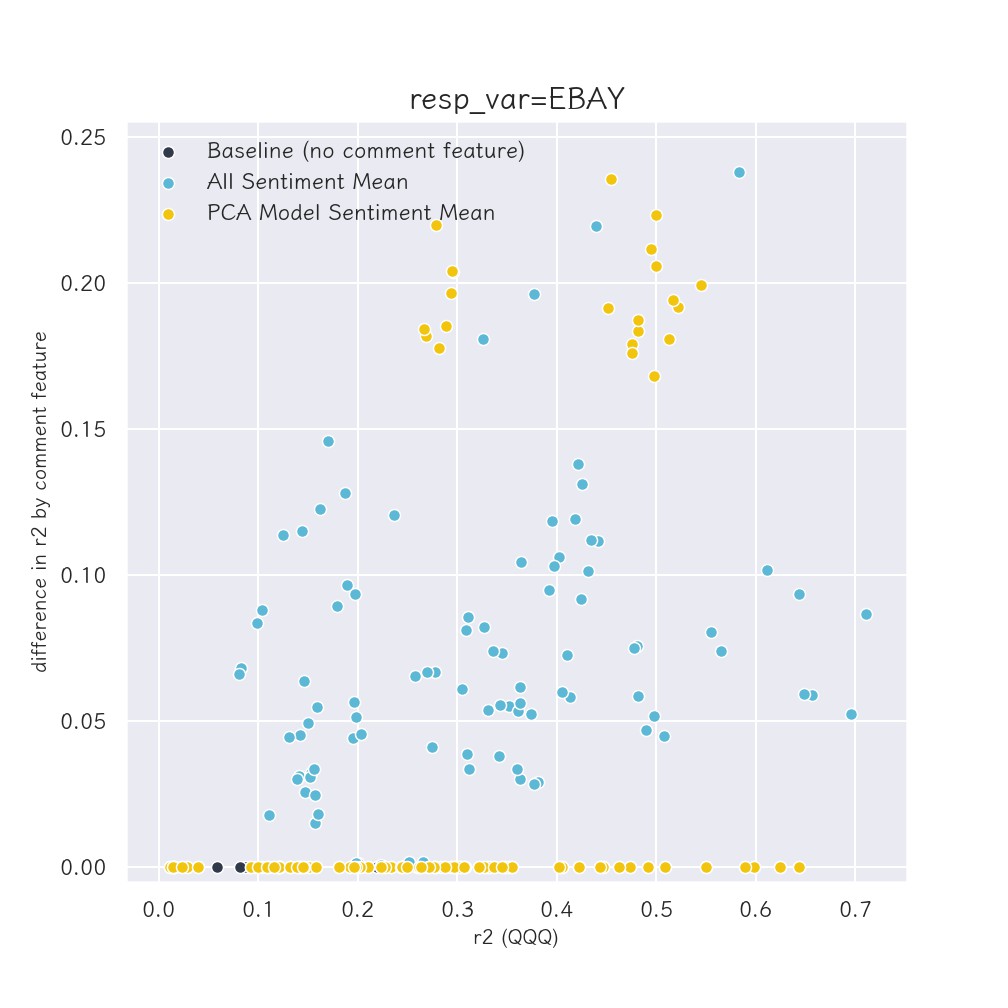 resp_var=EBAY
Baseline (no comment feature)
All Sentiment Mean
PCA Model Sentiment Mean
difference in r2 by comment feature
0.25
0.20
0.15
0.10
0.05
0.00
0.0 0.1 0.2 0.3 0.4 0.5 0.6 0.7
r2 (QQQ)